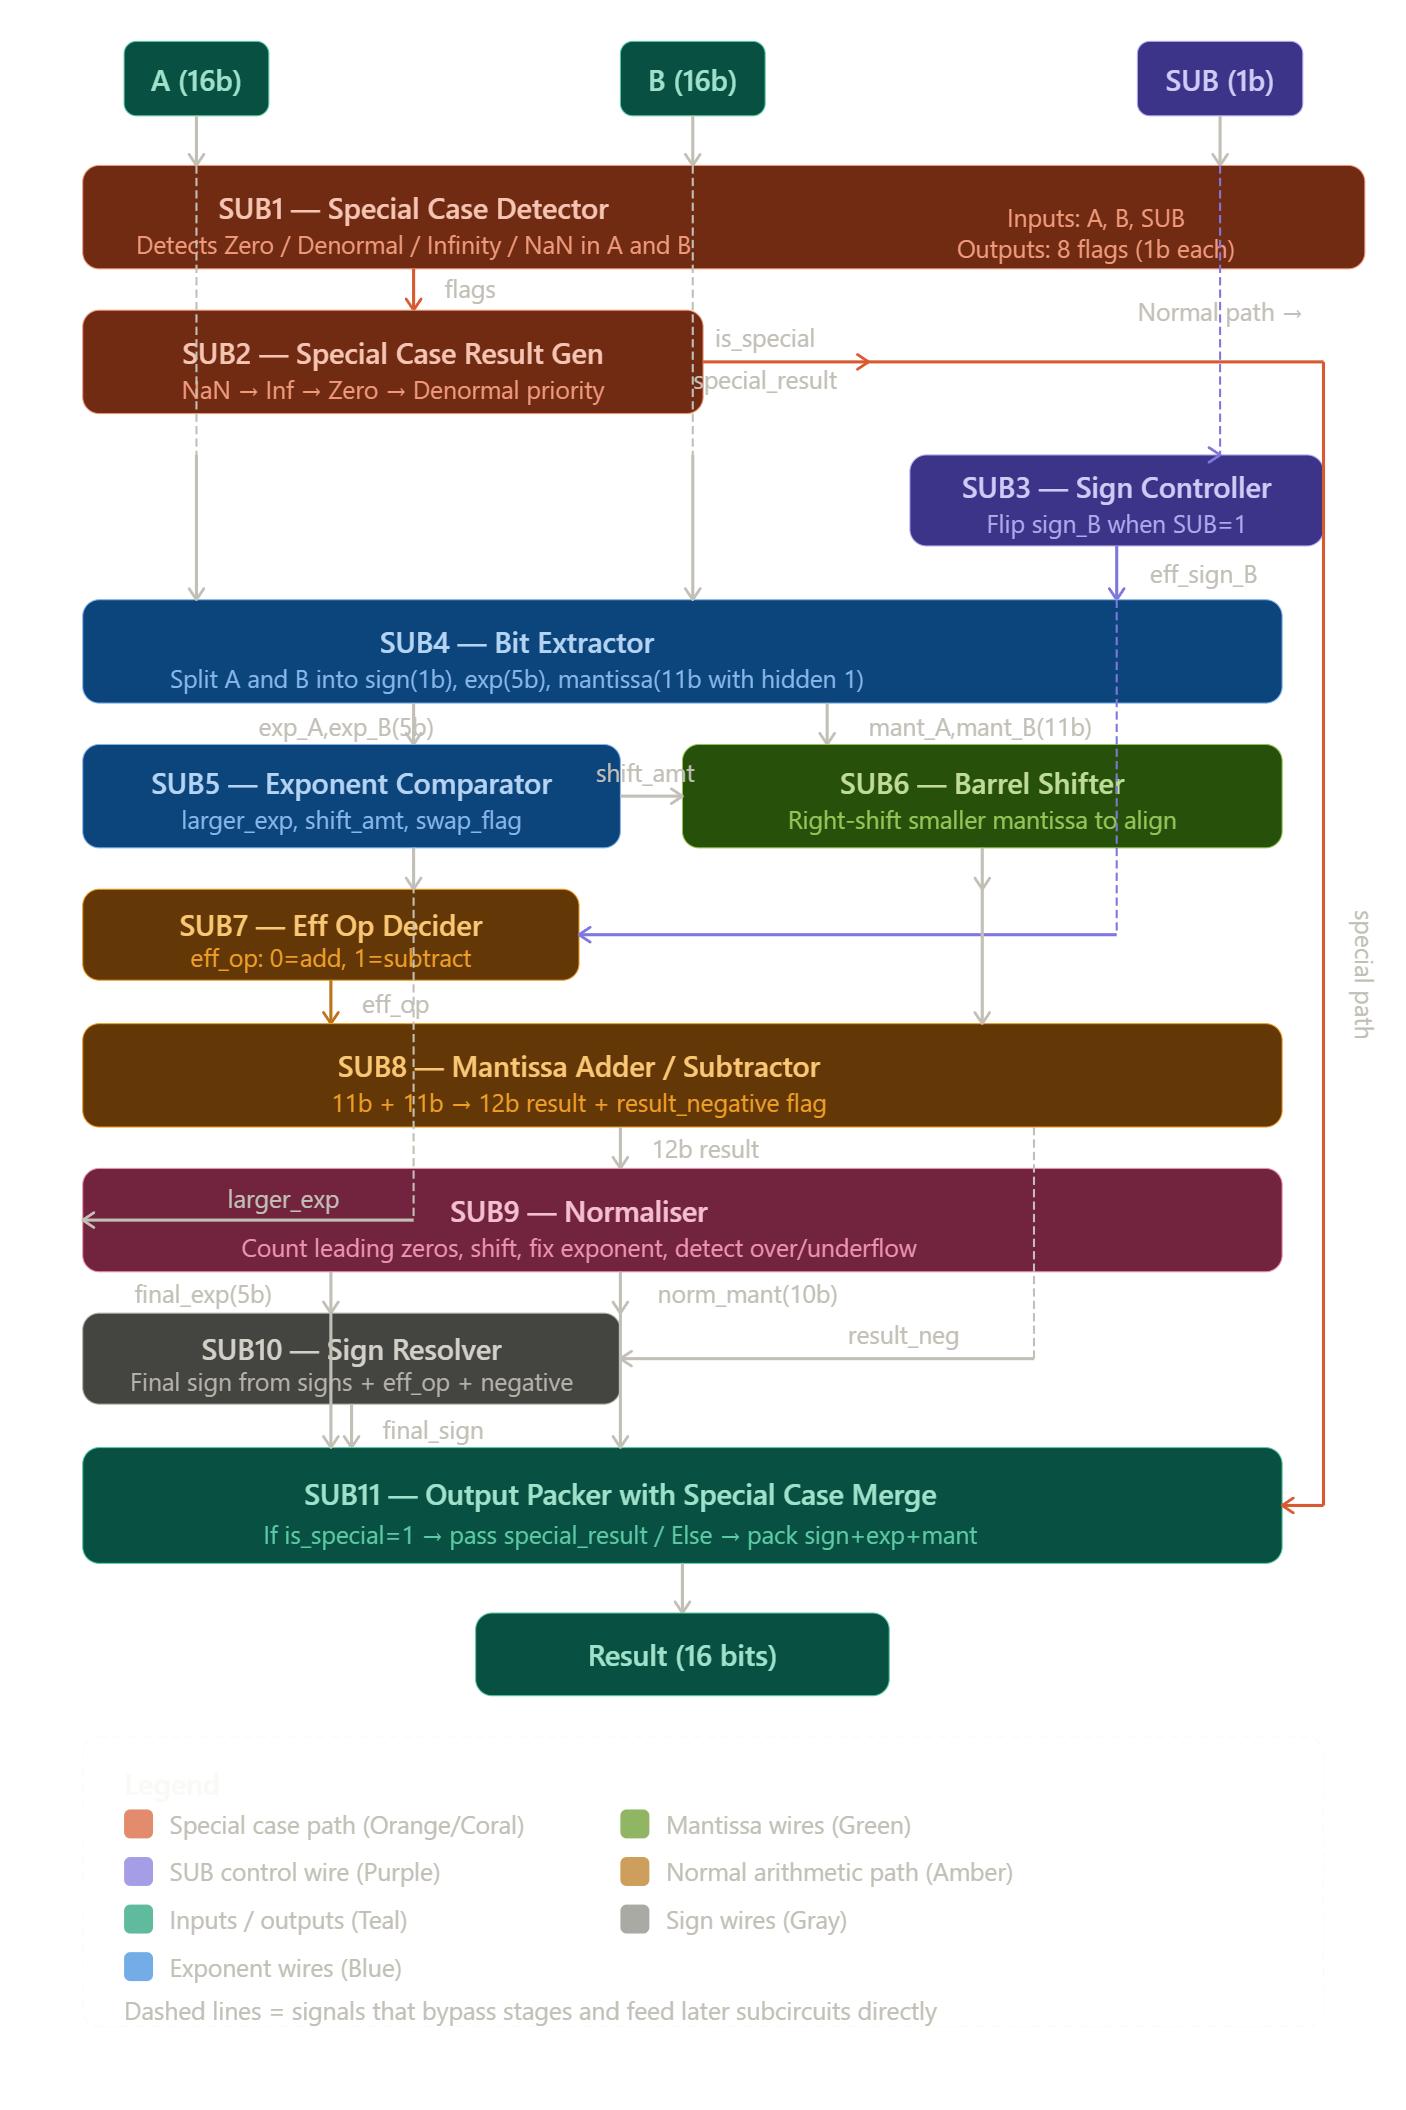 A (16b)
B (16b)
SUB (1b)
SUB1 — Special Case Detector
Detects Zero / Denormal / Infinity / NaN in A and B
Inputs: A, B, SUB
Outputs: 8 flags (1b each)
flags
Normal path →
SUB2 — Special Case Result Gen
NaN → Inf → Zero → Denormal priority
is_special
special_result
SUB3 — Sign Controller
Flip sign_B when SUB=1
eff_sign_B
SUB4 — Bit Extractor
Split A and B into sign(1b), exp(5b), mantissa(11b with hidden 1)
exp_A,exp_B(5b)
mant_A,mant_B(11b)
SUB5 — Exponent Comparator
larger_exp, shift_amt, swap_flag
shift_amt
SUB6 — Barrel Shifter
Right-shift smaller mantissa to align
SUB7 — Eff Op Decider
eff_op: 0=add, 1=subtract
special path
eff_op
SUB8 — Mantissa Adder / Subtractor
11b + 11b → 12b result + result_negative flag
12b result
larger_exp
SUB9 — Normaliser
Count leading zeros, shift, fix exponent, detect over/underflow
final_exp(5b)
norm_mant(10b)
result_neg
SUB10 — Sign Resolver
Final sign from signs + eff_op + negative
final_sign
SUB11 — Output Packer with Special Case Merge
If is_special=1 → pass special_result / Else → pack sign+exp+mant
Result (16 bits)
Legend
Special case path (Orange/Coral)
Mantissa wires (Green)
SUB control wire (Purple)
Normal arithmetic path (Amber)
Inputs / outputs (Teal)
Sign wires (Gray)
Exponent wires (Blue)
Dashed lines = signals that bypass stages and feed later subcircuits directly